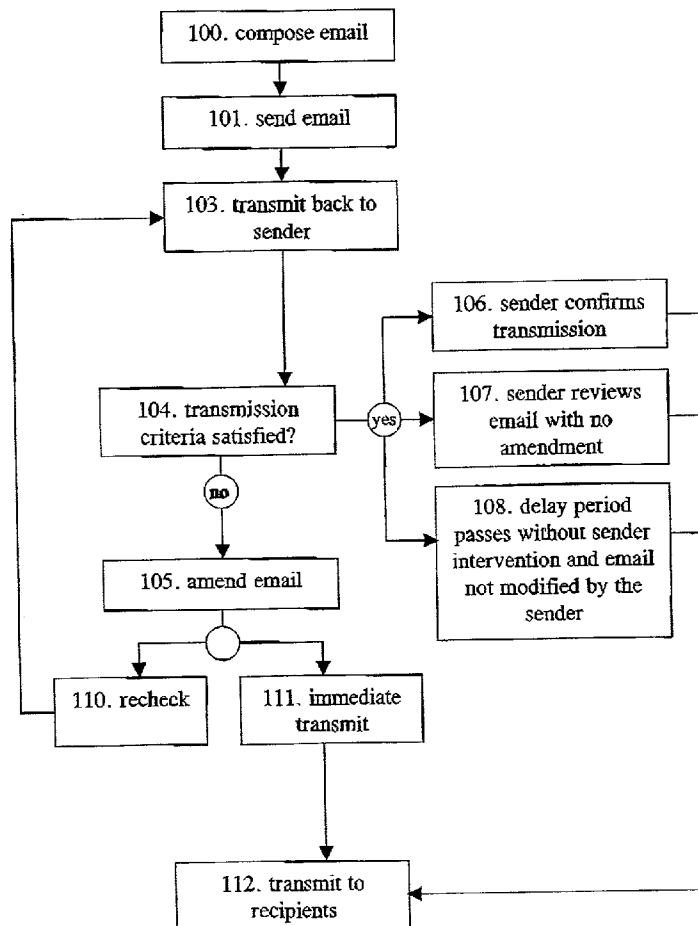 100. compose email
101. send email
103. transmit back to
sender
106. sender confirms
transmission
104. transmission
criteria satisfied?
yes
107. sender reviews
email with no
amendment
no
108. delay period
passes without sender
intervention and email
not modified by the
sender
105. amend email
110. recheck
111. immediate
transmit
112. transmit to
recipients